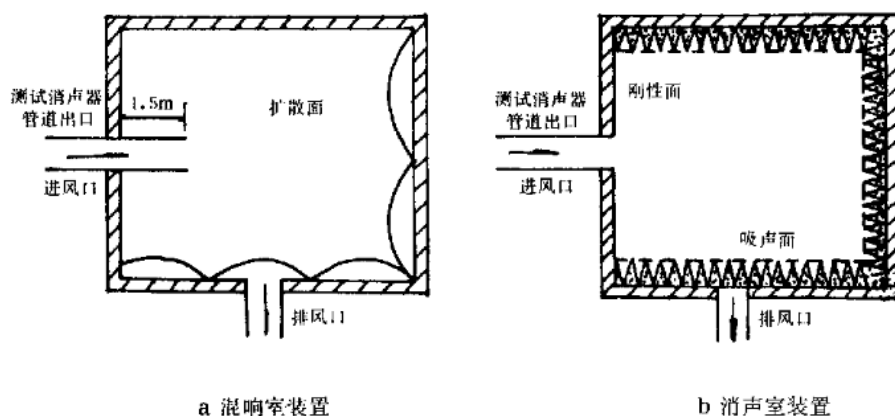 测试消声器
管道出口
1.5m
扩散面
进风口
排风口
a 混响室装置
测试消声器
管道出口
刚性面
进风口
吸声面
排风口
b 消声室装置